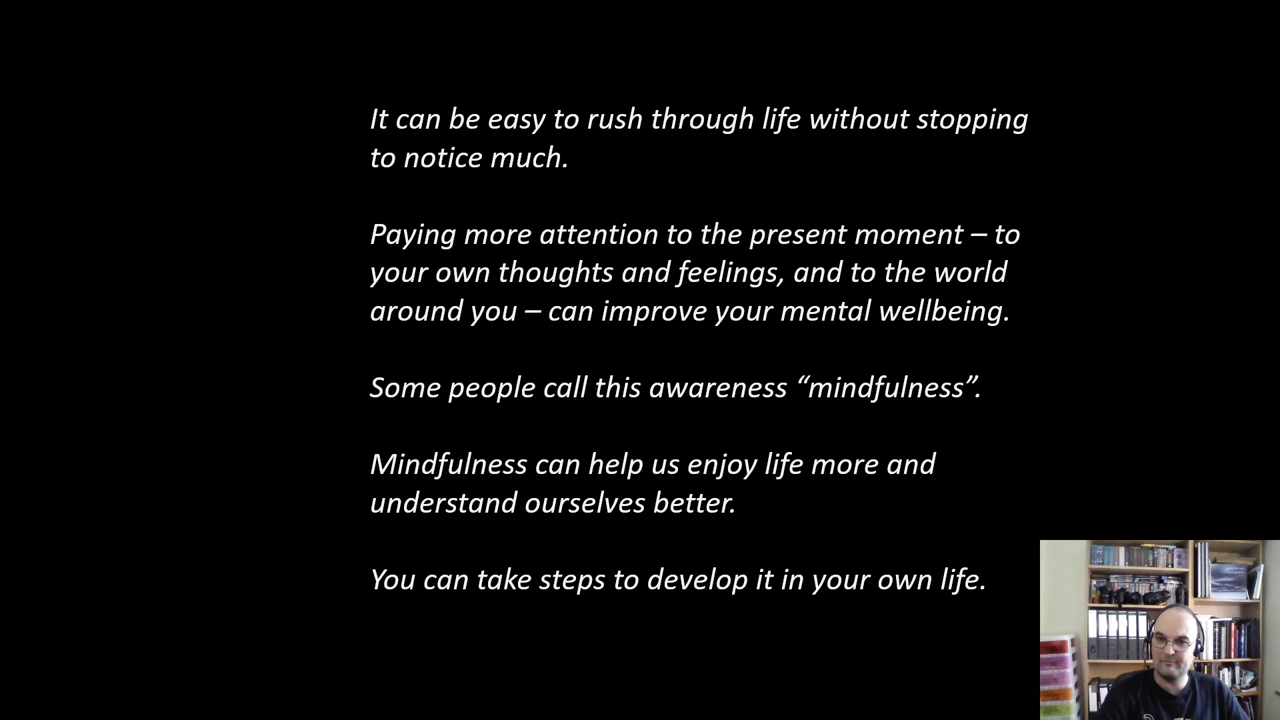 It can be easy to rush through life without stopping
to notice much.
Paying more attention to the present moment – to
your own thoughts and feelings, and to the world
around you – can improve your mental wellbeing.
Some people call this awareness “mindfulness”.
Mindfulness can help us enjoy life more and
understand ourselves better.
You can take steps to develop it in your own life.